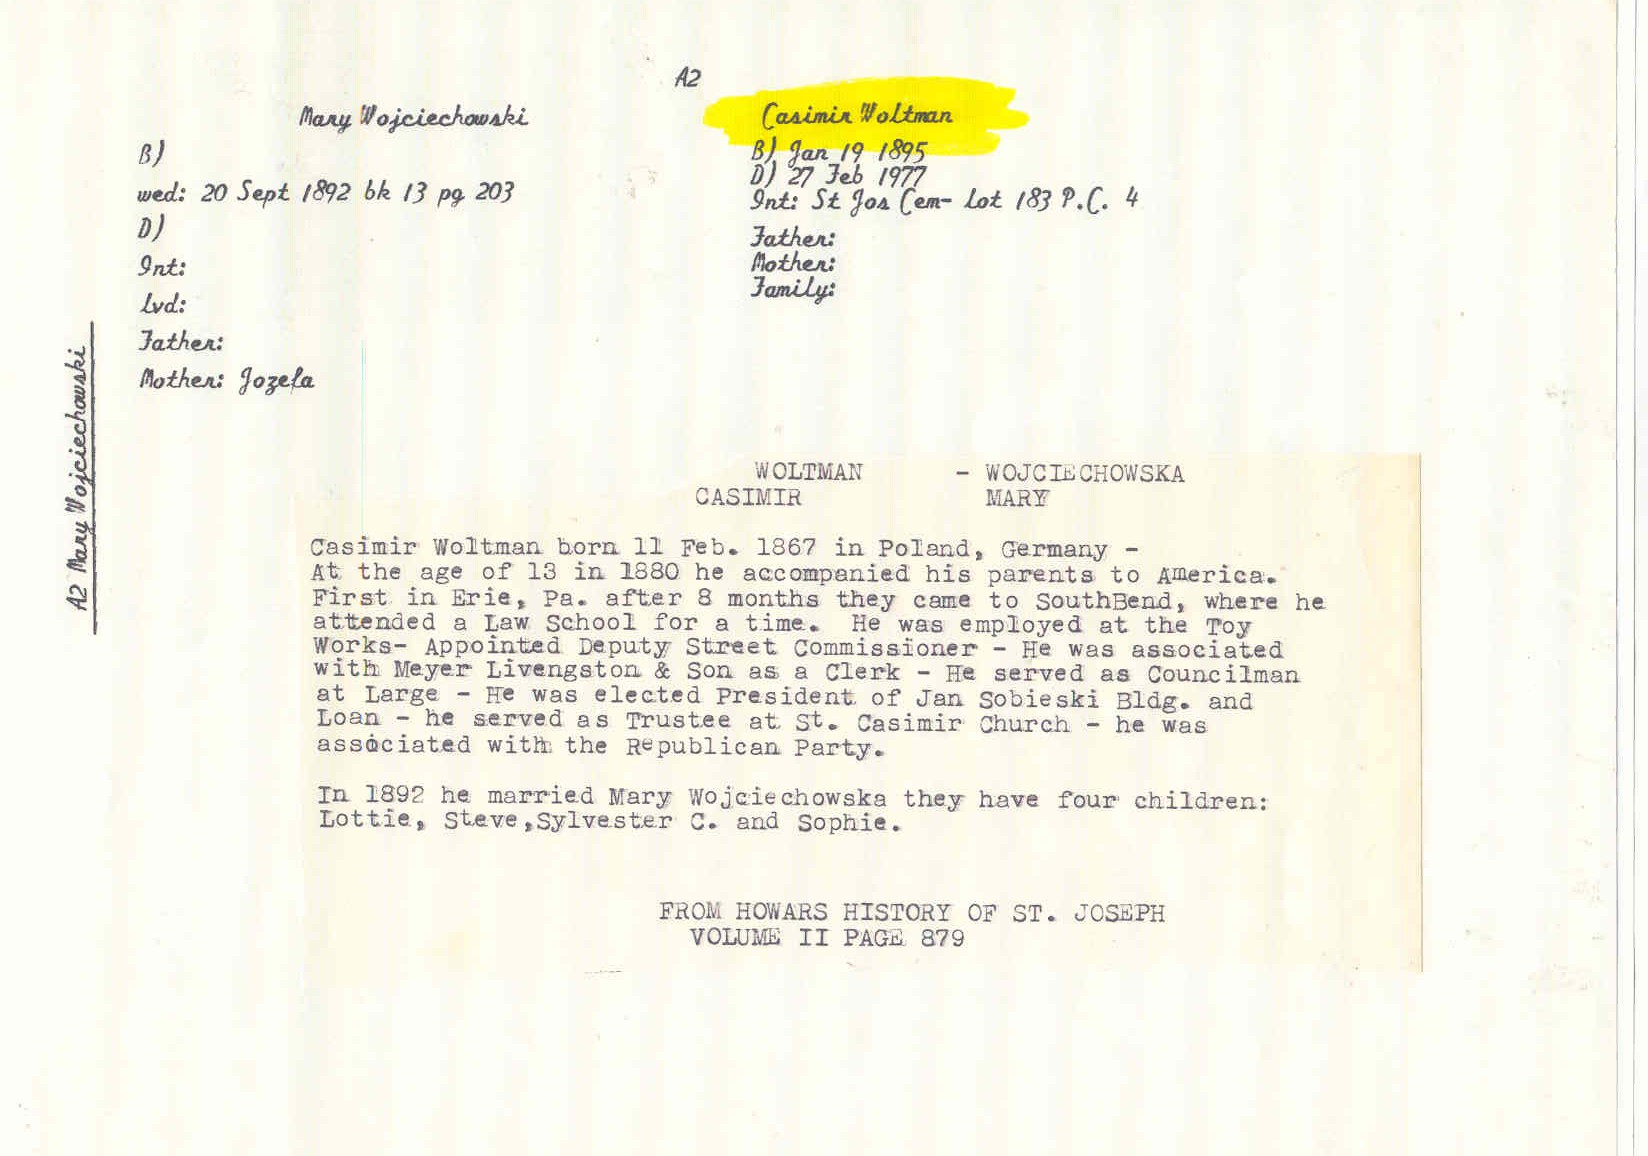 A2
Mary Wojciechowski
B)
wed: 20 Sept 1892 bk 13 pg 203
D)
Int:
Lvd:
Father:
Mother: Jozefa
Casimir Woltman
B) Jan 19 1895
D) 27 Feb 1977
Int: St Jos Cem- Lot 183 P.C. 4
Father:
Mother:
Family:
A2 Mary Wojciechowski
WOLTMAN - WOJCIECHOWSKA
CASIMIR MARY
Casimir Woltman born 11 Feb. 1867 in Poland, Germany -
At the age of 13 in 1880 he accompanied his parents to America.
First in Erie, Pa. after 8 months they came to SouthBend, where he
attended a Law School for a time. He was employed at the Toy
Works- Appointed Deputy Street Commissioner - He was associated
with Meyer Livengston & Son as a Clerk - He served as Councilman
at Large - He was elected President of Jan Sobieski Bldg. and
Loan - he served as Trustee at St. Casimir Church - he was
associated with the Republican Party.
In 1892 he married Mary Wojciechowska they have four children:
Lottie, Steve,Sylvester C. and Sophie.
FROM HOWARS HISTORY OF ST. JOSEPH
VOLUME II PAGE 879